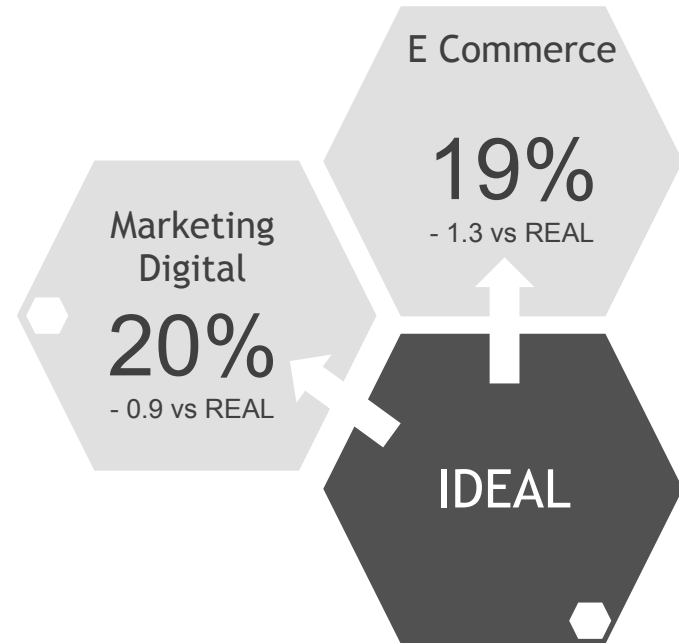 E Commerce
19%
- 1.3 vs REAL
Marketing
Digital
20%
- 0.9 vs REAL
IDEAL